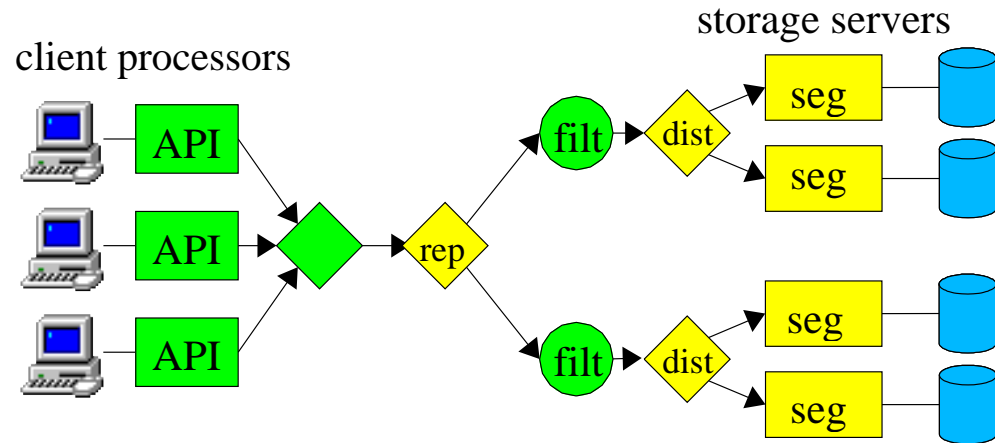 storage servers
client processors
API
API
API
rep
filt
dist
seg
seg
filt
dist
seg
seg